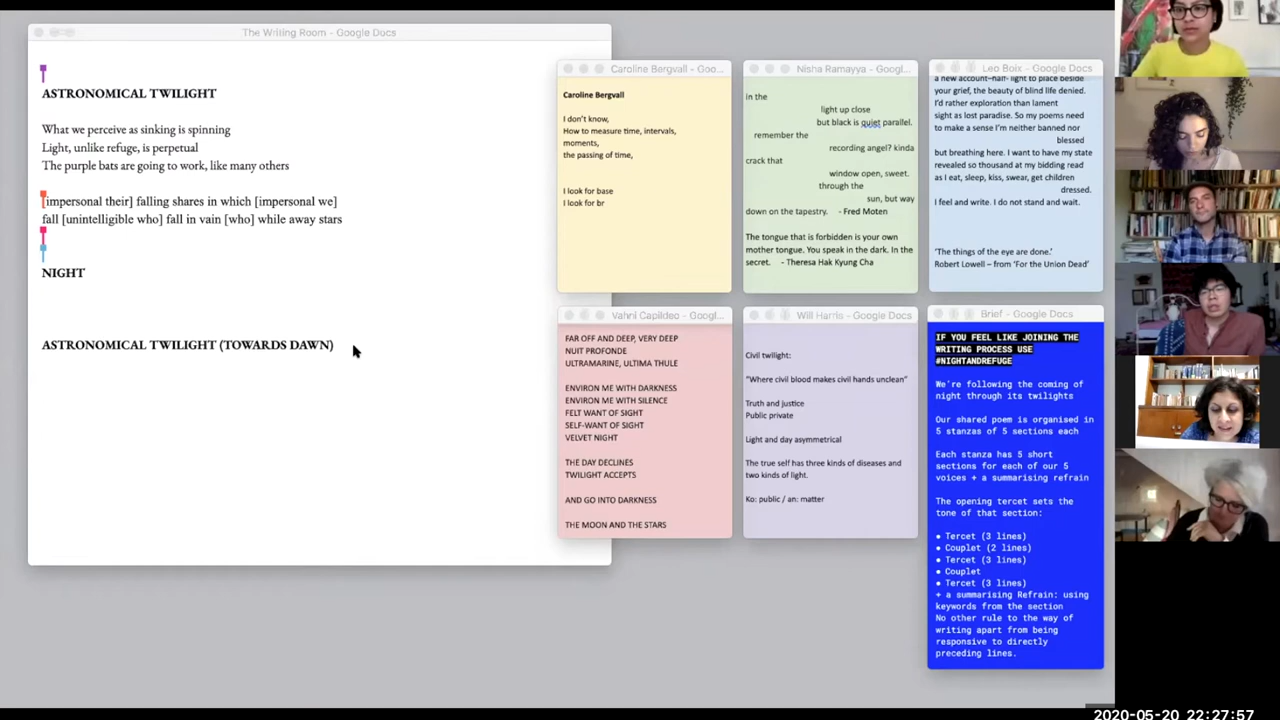 The Writing Room - Google Docs
ASTRONOMICAL TWILIGHT
What we perceive as sinking is spinning
Light, unlike refuge, is perpetual
The purple bats are going to work, like many others
[impersonal their] falling shares in which [impersonal we]
fall [unintelligible who] fall in vain [who] while away stars
NIGHT
ASTRONOMICAL TWILIGHT (TOWARDS DAWN)
Caroline Bergvall - Goo...
Caroline Bergvall
I don't know,
How to measure time, intervals,
moments,
the passing of time,
I look for base
I look for br
Nisha Ramayya - Googl...
in the
light up close
but black is quiet parallel.
remember the
recording angel? kinda
crack that
window open, sweet.
through the
sun, but way
down on the tapestry. - Fred Moten
The tongue that is forbidden is your own
mother tongue. You speak in the dark. In the
secret. - Theresa Hak Kyung Cha
Leo Boix - Google Docs
a new account–half- light to place beside
your grief, the beauty of blind life denied.
I'd rather exploration than lament
sight as lost paradise. So my poems need
to make a sense I'm neither banned nor
blessed
but breathing here. I want to have my state
revealed so thousand at my bidding read
as I eat, sleep, kiss, swear, get children
dressed.
I feel and write. I do not stand and wait.
'The things of the eye are done.'
Robert Lowell – from 'For the Union Dead'
Vahni Capildeo - Googl...
FAR OFF AND DEEP, VERY DEEP
NUIT PROFONDE
ULTRAMARINE, ULTIMA THULE
ENVIRON ME WITH DARKNESS
ENVIRON ME WITH SILENCE
FELT WANT OF SIGHT
SELF-WANT OF SIGHT
VELVET NIGHT
THE DAY DECLINES
TWILIGHT ACCEPTS
AND GO INTO DARKNESS
THE MOON AND THE STARS
Will Harris - Google Docs
Civil twilight:
"Where civil blood makes civil hands unclean"
Truth and justice
Public private
Light and day asymmetrical
The true self has three kinds of diseases and
two kinds of light.
Ko: public / an: matter
Brief - Google Docs
IF YOU FEEL LIKE JOINING THE
WRITING PROCESS USE
#NIGHTANDREFUGE
We're following the coming of
night through its twilights
Our shared poem is organised in
5 stanzas of 5 sections each
Each stanza has 5 short
sections for each of our 5
voices + a summarising refrain
The opening tercet sets the
tone of that section:
• Tercet (3 lines)
• Couplet (2 lines)
• Tercet (3 lines)
• Couplet
• Tercet (3 lines)
+ a summarising Refrain: using
keywords from the section
No other rule to the way of
writing apart from being
responsive to directly
preceding lines.
2020-05-20 22:27:57